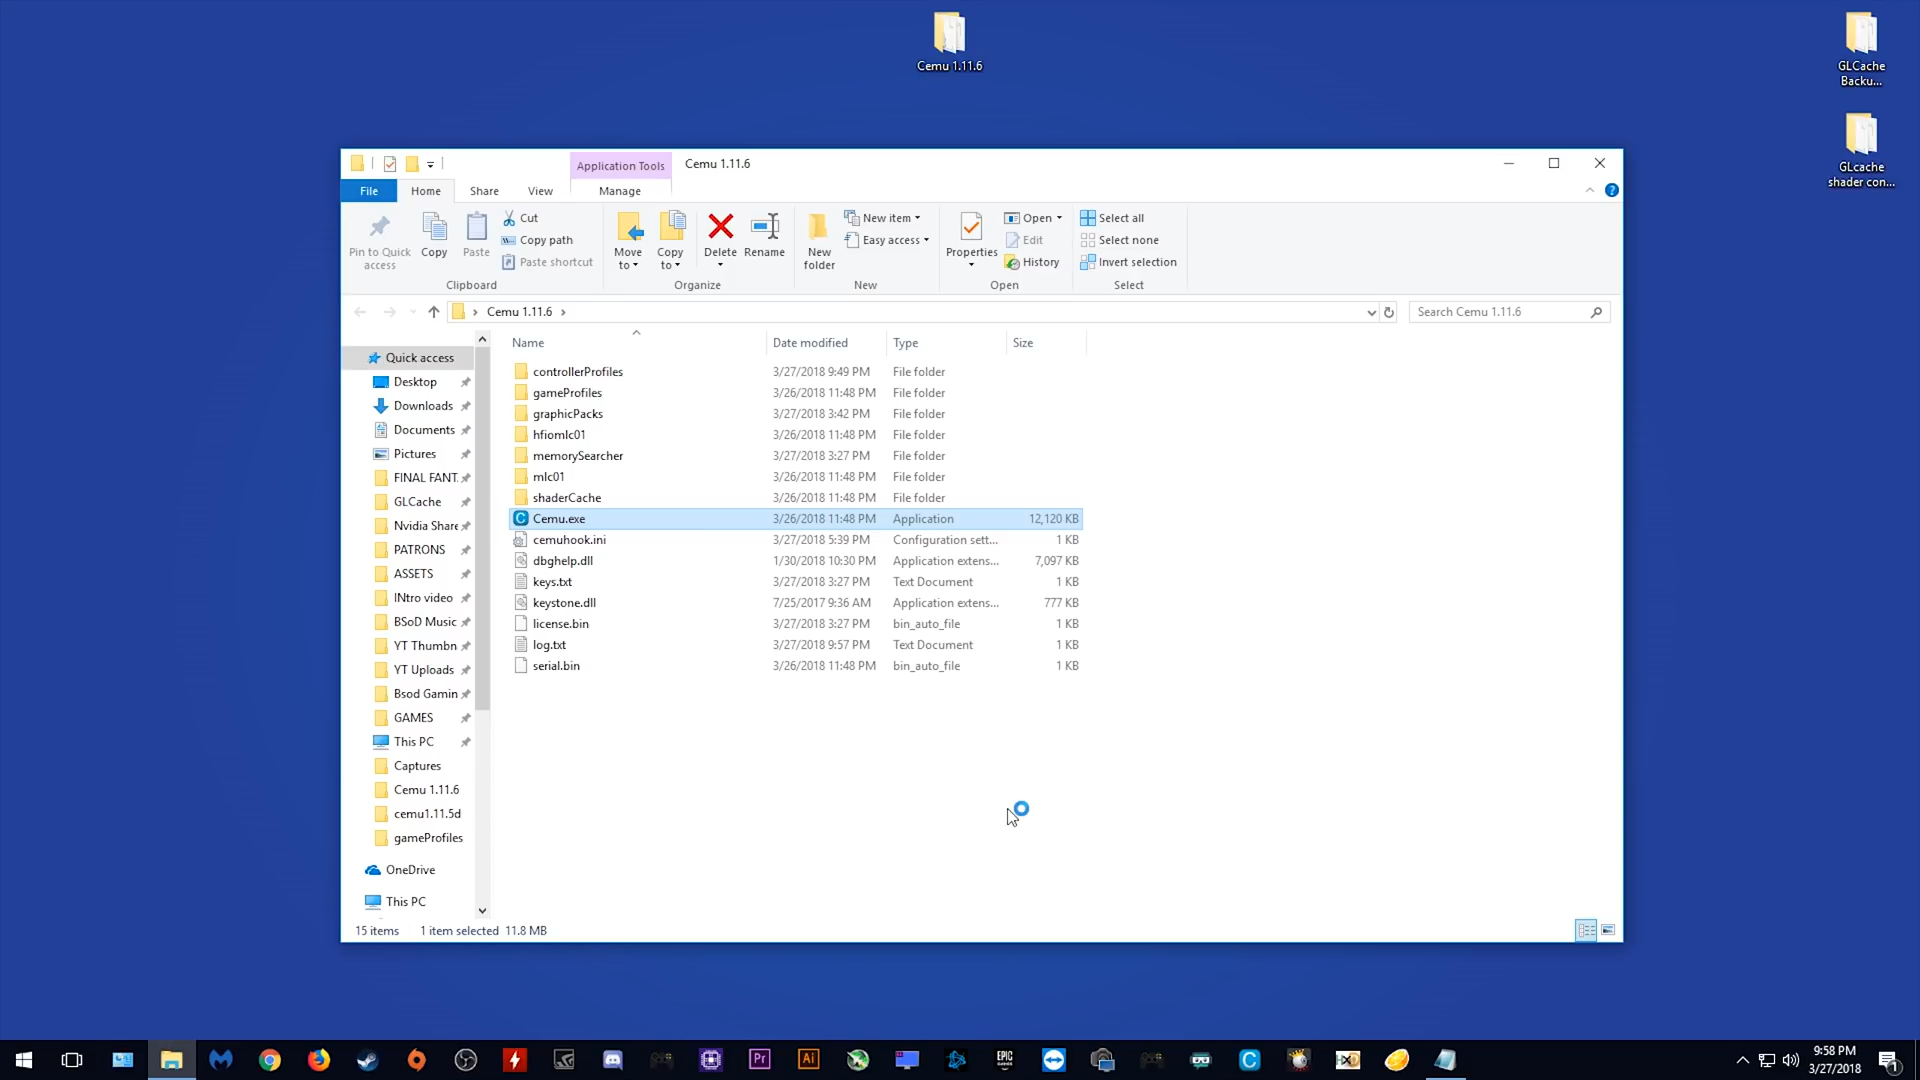 Cemu 1.11.6
GLCache
Backu...
GLcache
shader con...
Application Tools
Cemu 1.11.6
File
Home
Share
View
Manage
Pin to Quick
access
Copy
Paste
Cut
Copy path
Paste shortcut
Clipboard
Move
to
Copy
to
Delete
Rename
Organize
New
folder
New item
Easy access
New
Properties
Open
Edit
History
Open
Select all
Select none
Invert selection
Select
Cemu 1.11.6
Search Cemu 1.11.6
Quick access
Desktop
Downloads
Documents
Pictures
FINAL FANT.
GLCache
Nvidia Share
PATRONS
ASSETS
INtro video
BSoD Music
YT Thumbn
YT Uploads
Bsod Gamin
GAMES
This PC
Captures
Cemu 1.11.6
cemu1.11.5d
gameProfiles
OneDrive
This PC
Name Date modified Type Size
controllerProfiles 3/27/2018 9:49 PM File folder
gameProfiles 3/26/2018 11:48 PM File folder
graphicPacks 3/27/2018 3:42 PM File folder
hfiomlc01 3/26/2018 11:48 PM File folder
memorySearcher 3/27/2018 3:27 PM File folder
mlc01 3/26/2018 11:48 PM File folder
shaderCache 3/26/2018 11:48 PM File folder
Cemu.exe 3/26/2018 11:48 PM Application 12,120 KB
cemuhook.ini 3/27/2018 5:39 PM Configuration sett... 1 KB
dbghelp.dll 1/30/2018 10:30 PM Application extens... 7,097 KB
keys.txt 3/27/2018 3:27 PM Text Document 1 KB
keystone.dll 7/25/2017 9:36 AM Application extens... 777 KB
license.bin 3/27/2018 3:27 PM bin_auto_file 1 KB
log.txt 3/27/2018 9:57 PM Text Document 1 KB
serial.bin 3/26/2018 11:48 PM bin_auto_file 1 KB
15 items 1 item selected 11.8 MB
Pr
Ai
EPIC
GAMES
9:58 PM
3/27/2018
1